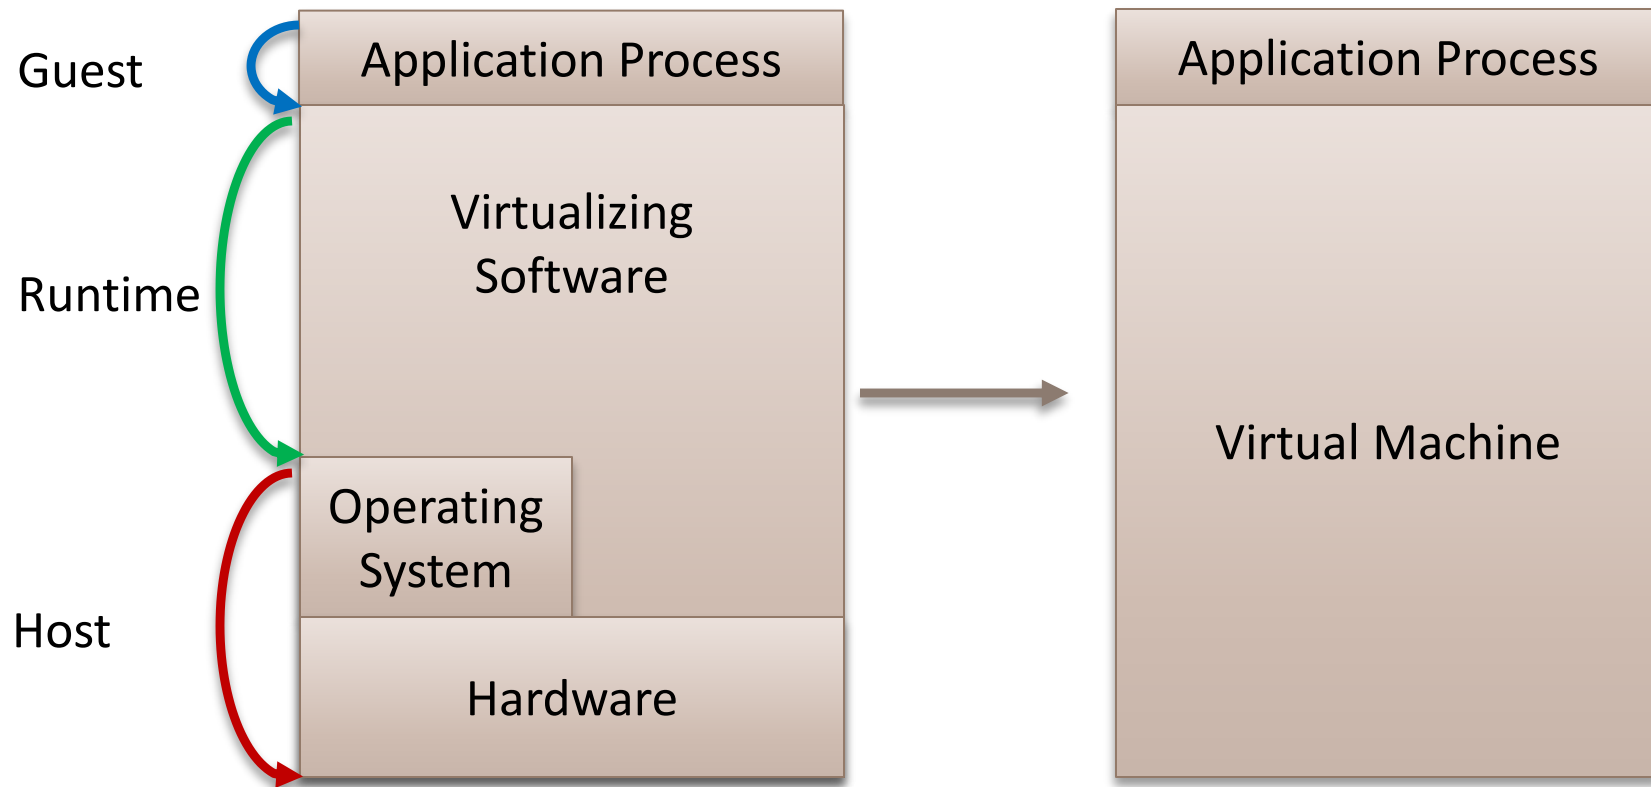 Guest
Application Process
Application Process
Virtualizing
Software
Runtime
Virtual Machine
Operating
System
Host
Hardware